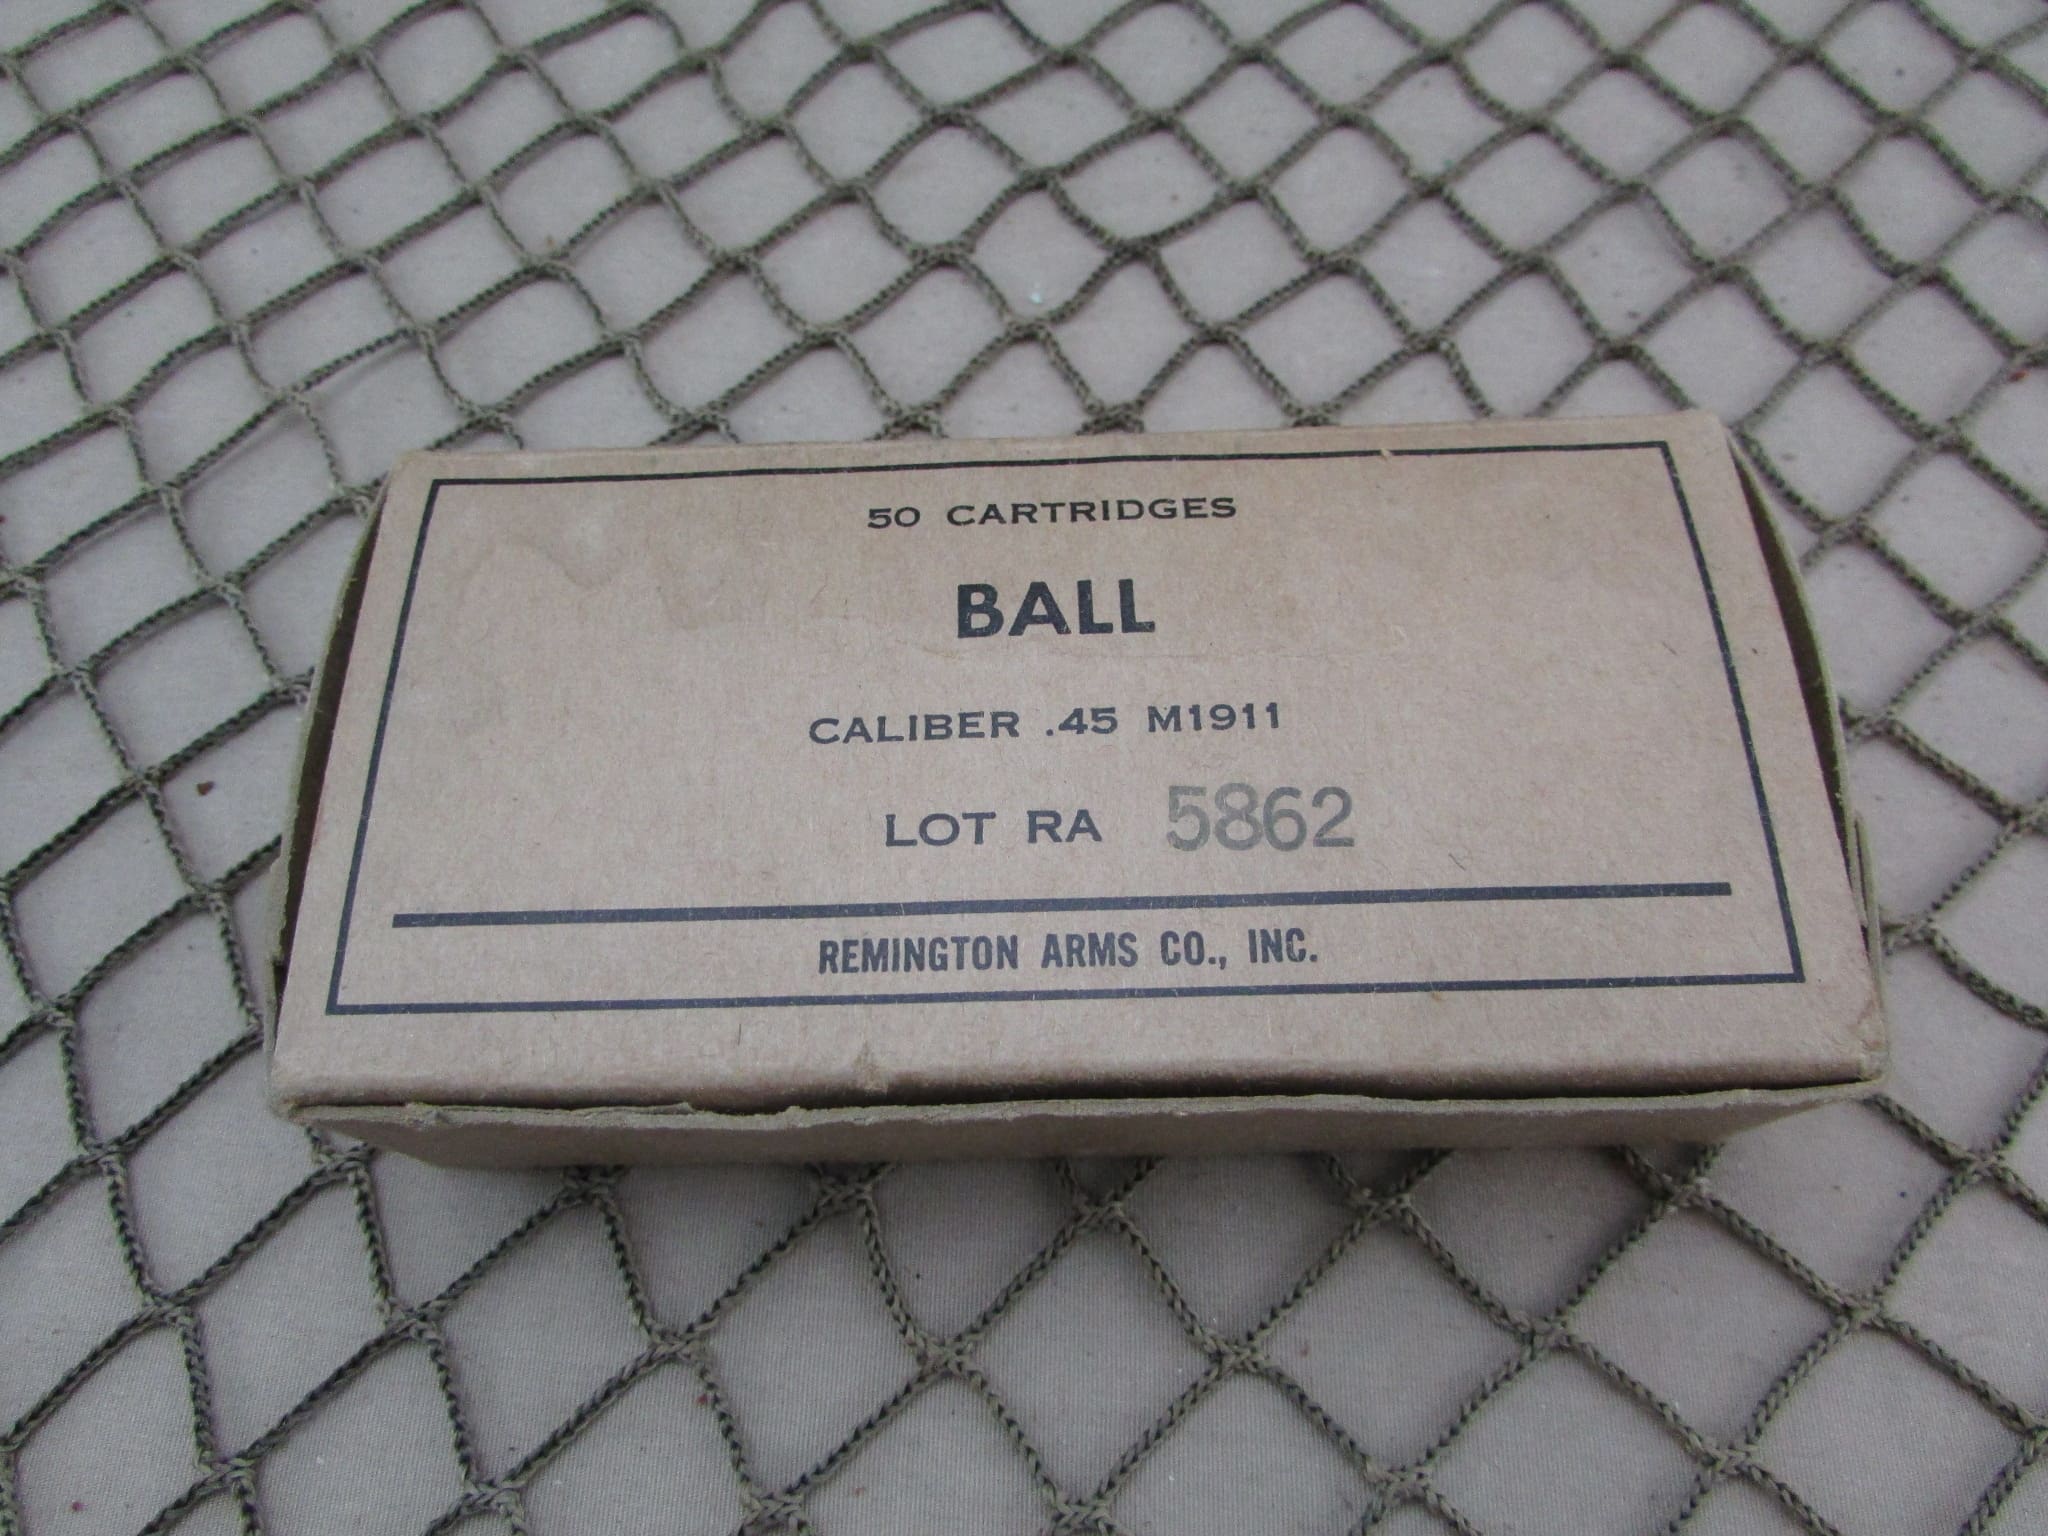 50 CARTRIDGES
BALL
CALIBER .45 M1911
LOT RA 5862
REMINGTON ARMS CO., INC.